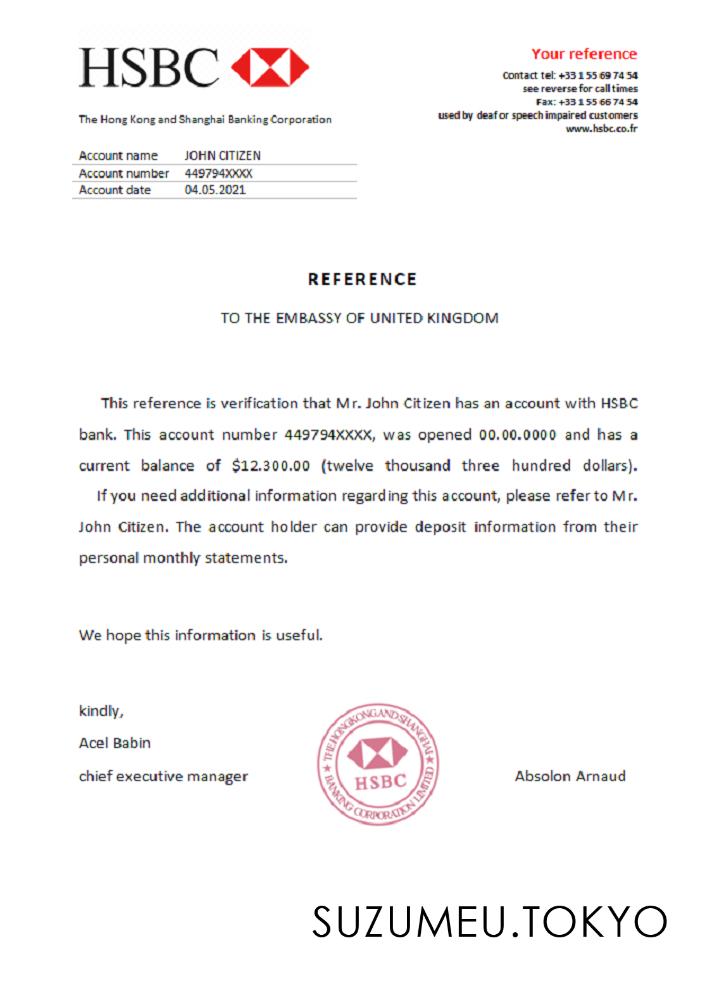 HSBC
Your reference
Contact tel: +33 1 55 69 74 54
see reverse for call times
Fax: +33 1 55 66 74 54
used by deaf or speech impaired customers
www.hsbc.co.fr
The Hong Kong and Shanghai Banking Corporation
Account name JOHN CITIZEN
Account number 449794XXXX
Account date 04.05.2021
REFERENCE
TO THE EMBASSY OF UNITED KINGDOM
This reference is verification that Mr. John Citizen has an account with HSBC
bank. This account number 449794XXXX, was opened 00.00.0000 and has a
current balance of $12.300.00 (twelve thousand three hundred dollars).
If you need additional information regarding this account, please refer to Mr.
John Citizen. The account holder can provide deposit information from their
personal monthly statements.
We hope this information is useful.
kindly,
Acel Babin
chief executive manager
THE HONGKONG AND SHANGHAI
HSBC
BANKING CORPORATION LIMITED
Absolon Arnaud
SUZUMEU.TOKYO